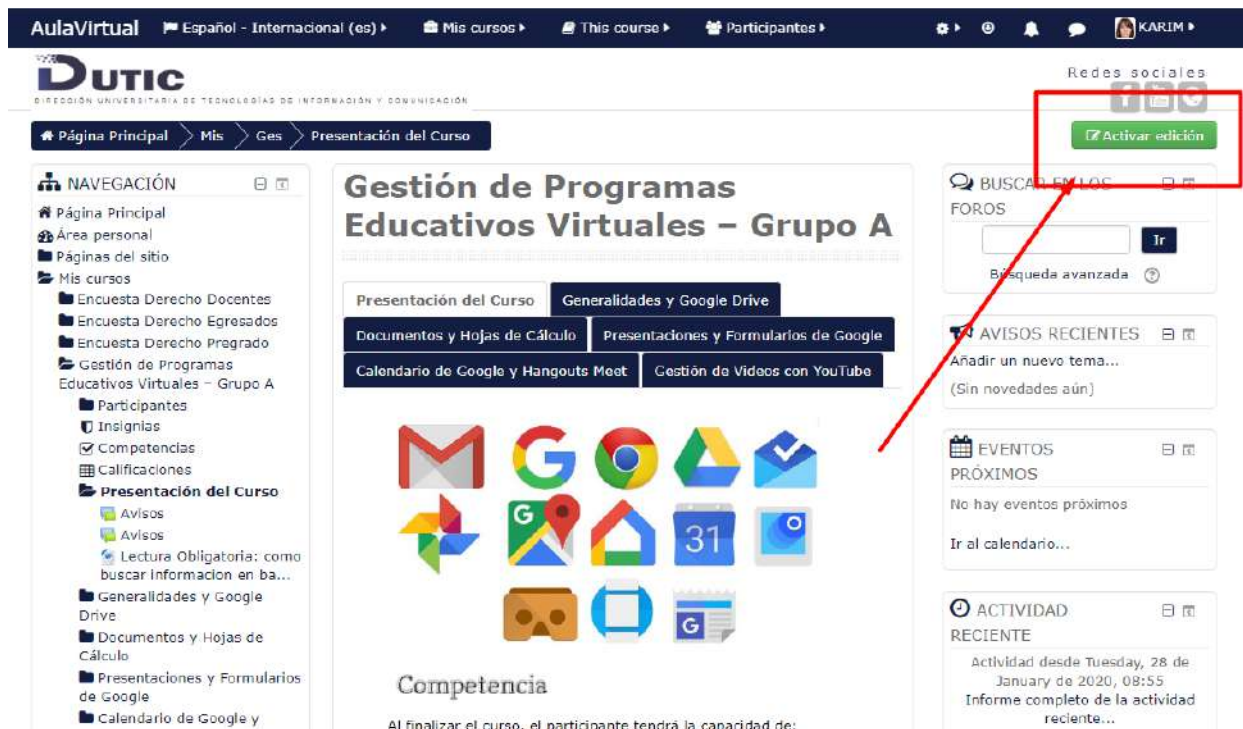 AulaVirtual
Español - Internacional (es)
Mis cursos
This course
Participantes
KARIM
DUTIC
DIRECCIÓN UNIVERSITARIA DE TECNOLOGÍAS DE INFORMACIÓN Y COMUNICACIÓN
Redes sociales
Página Principal
Mis
Ges
Presentación del Curso
Activar edición
NAVEGACIÓN
Página Principal
Área personal
Páginas del sitio
Mis cursos
Encuesta Derecho Docentes
Encuesta Derecho Egresados
Encuesta Derecho Pregrado
Gestión de Programas
Educativos Virtuales – Grupo A
Participantes
Insignias
Competencias
Calificaciones
Presentación del Curso
Avisos
Avisos
Lectura Obligatoria: como
buscar informacion en ba...
Generalidades y Google
Drive
Documentos y Hojas de
Cálculo
Presentaciones y Formularios
de Google
Calendario de Google y
Gestión de Programas
Educativos Virtuales – Grupo A
Presentación del Curso
Generalidades y Google Drive
Documentos y Hojas de Cálculo
Presentaciones y Formularios de Google
Calendario de Google y Hangouts Meet
Gestión de Videos con YouTube
G
31
G
Competencia
Al finalizar el curso, el participante tendrá la capacidad de:
BUSCAR EN LOS
FOROS
Ir
Búsqueda avanzada
AVISOS RECIENTES
Añadir un nuevo tema...
(Sin novedades aún)
EVENTOS
PRÓXIMOS
No hay eventos próximos
Ir al calendario...
ACTIVIDAD
RECIENTE
Actividad desde Tuesday, 28 de
January de 2020, 08:55
Informe completo de la actividad
reciente...